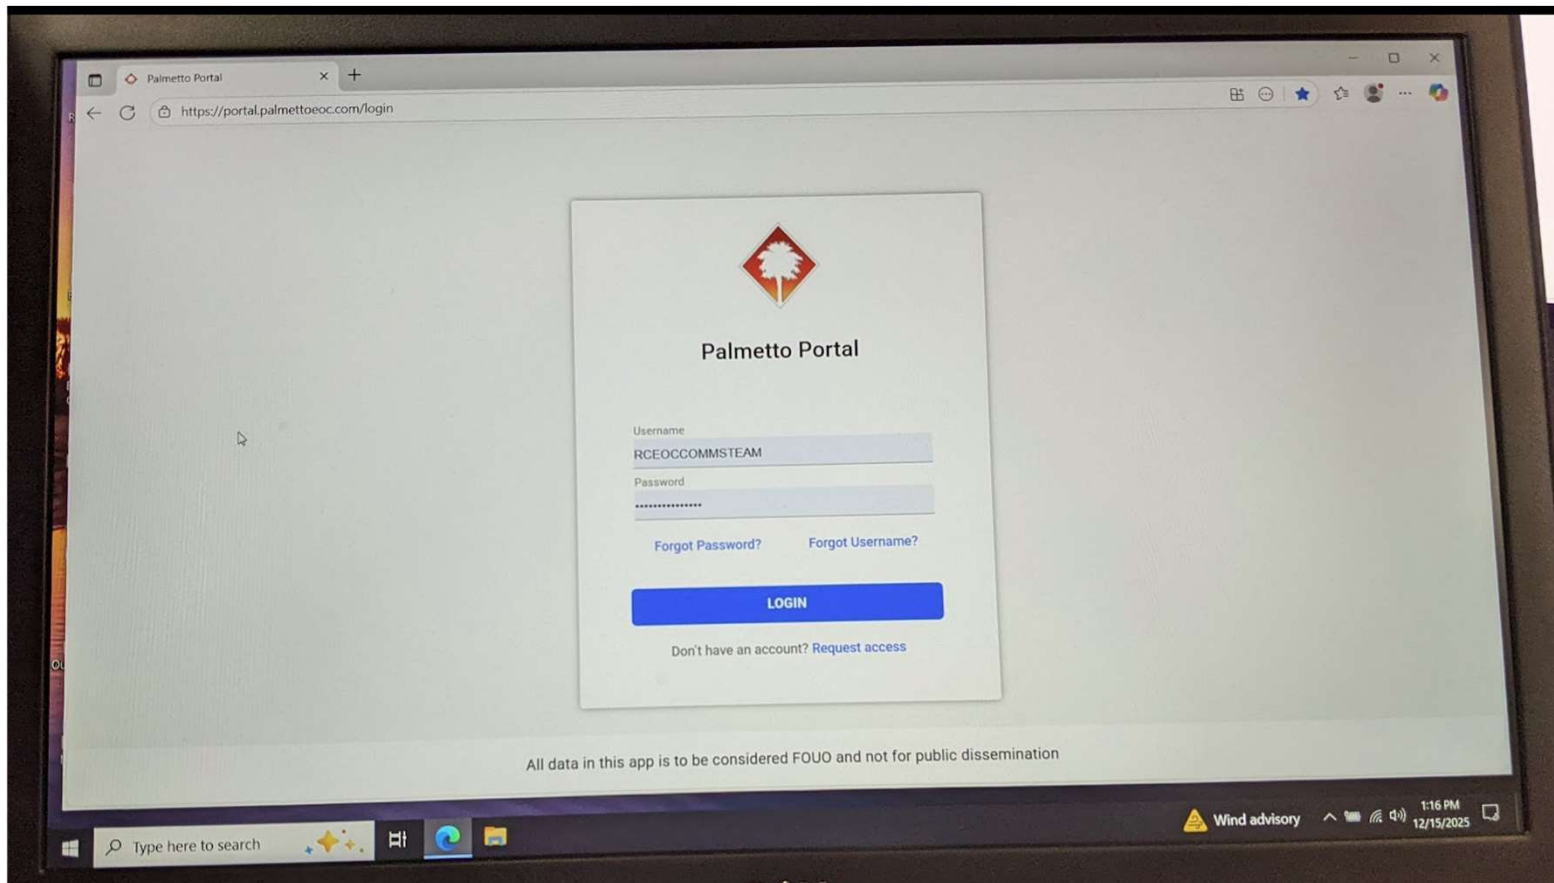 Palmetto Portal
https://portal.palmettoeoc.com/login
Palmetto Portal
Username
RCEOCCOMMSTEAM
Password
•••••••••••••••
Forgot Password? Forgot Username?
LOGIN
Don't have an account? Request access
All data in this app is to be considered FOUO and not for public dissemination
Type here to search
Wind advisory
1:16 PM
12/15/2025